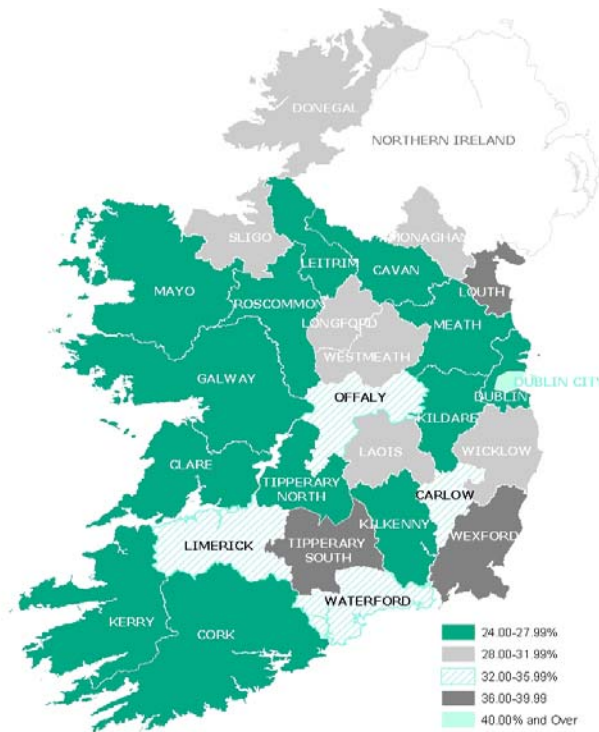 DONEGAL
NORTHERN IRELAND
SLIGO
MONAGHAN
LEITRIM
CAVAN
LOUTH
MAYO
ROSCOMMON
LONGFORD
MEATH
WESTMEATH
GALWAY
DUBLIN CITY
OFFALY
DUBLIN
KILDARE
LAOIS
WICKLOW
CLARE
TIPPERARY
NORTH
CARLOW
KILKENNY
WEXFORD
LIMERICK
TIPPERARY
SOUTH
WATERFORD
KERRY
CORK
24.00-27.99%
28.00-31.99%
32.00-35.99%
36.00-39.99
40.00% and Over